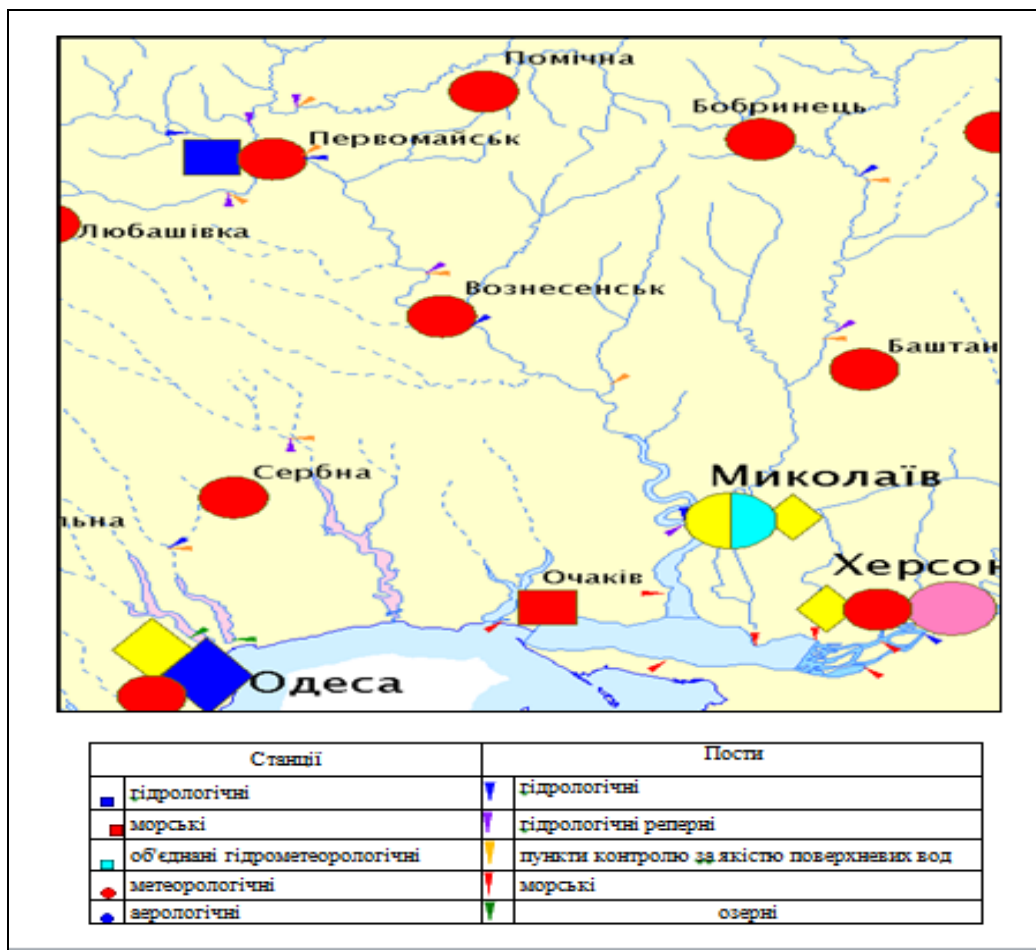 Помічна
Бобринець
Первомайськ
Любашівка
Вознесенськ
Баштан
Сербна
Миколаїв
льна
Очаків
Херсон
Одеса
Станції Пости
гідрологічні гідрологічні
морські гідрологічні реперні
об'єднані гідрометеорологічні пункти контролю за якістю поверхневих вод
метеорологічні морські
аерологічні озерні